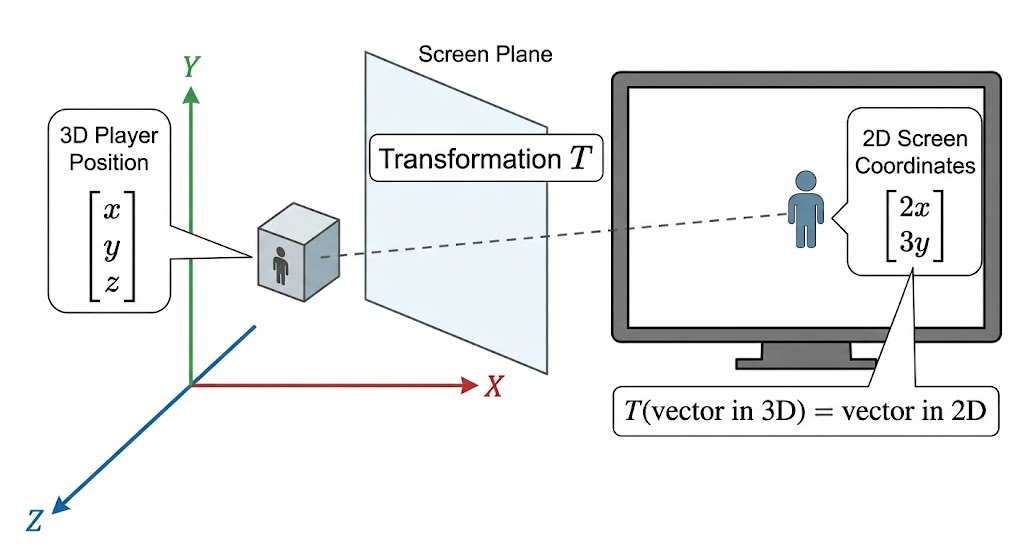 Screen Plane
Y
3D Player
Position
x
y
z
Transformation T
2D Screen
Coordinates
2x
3y
X
T(vector in 3D) = vector in 2D
Z